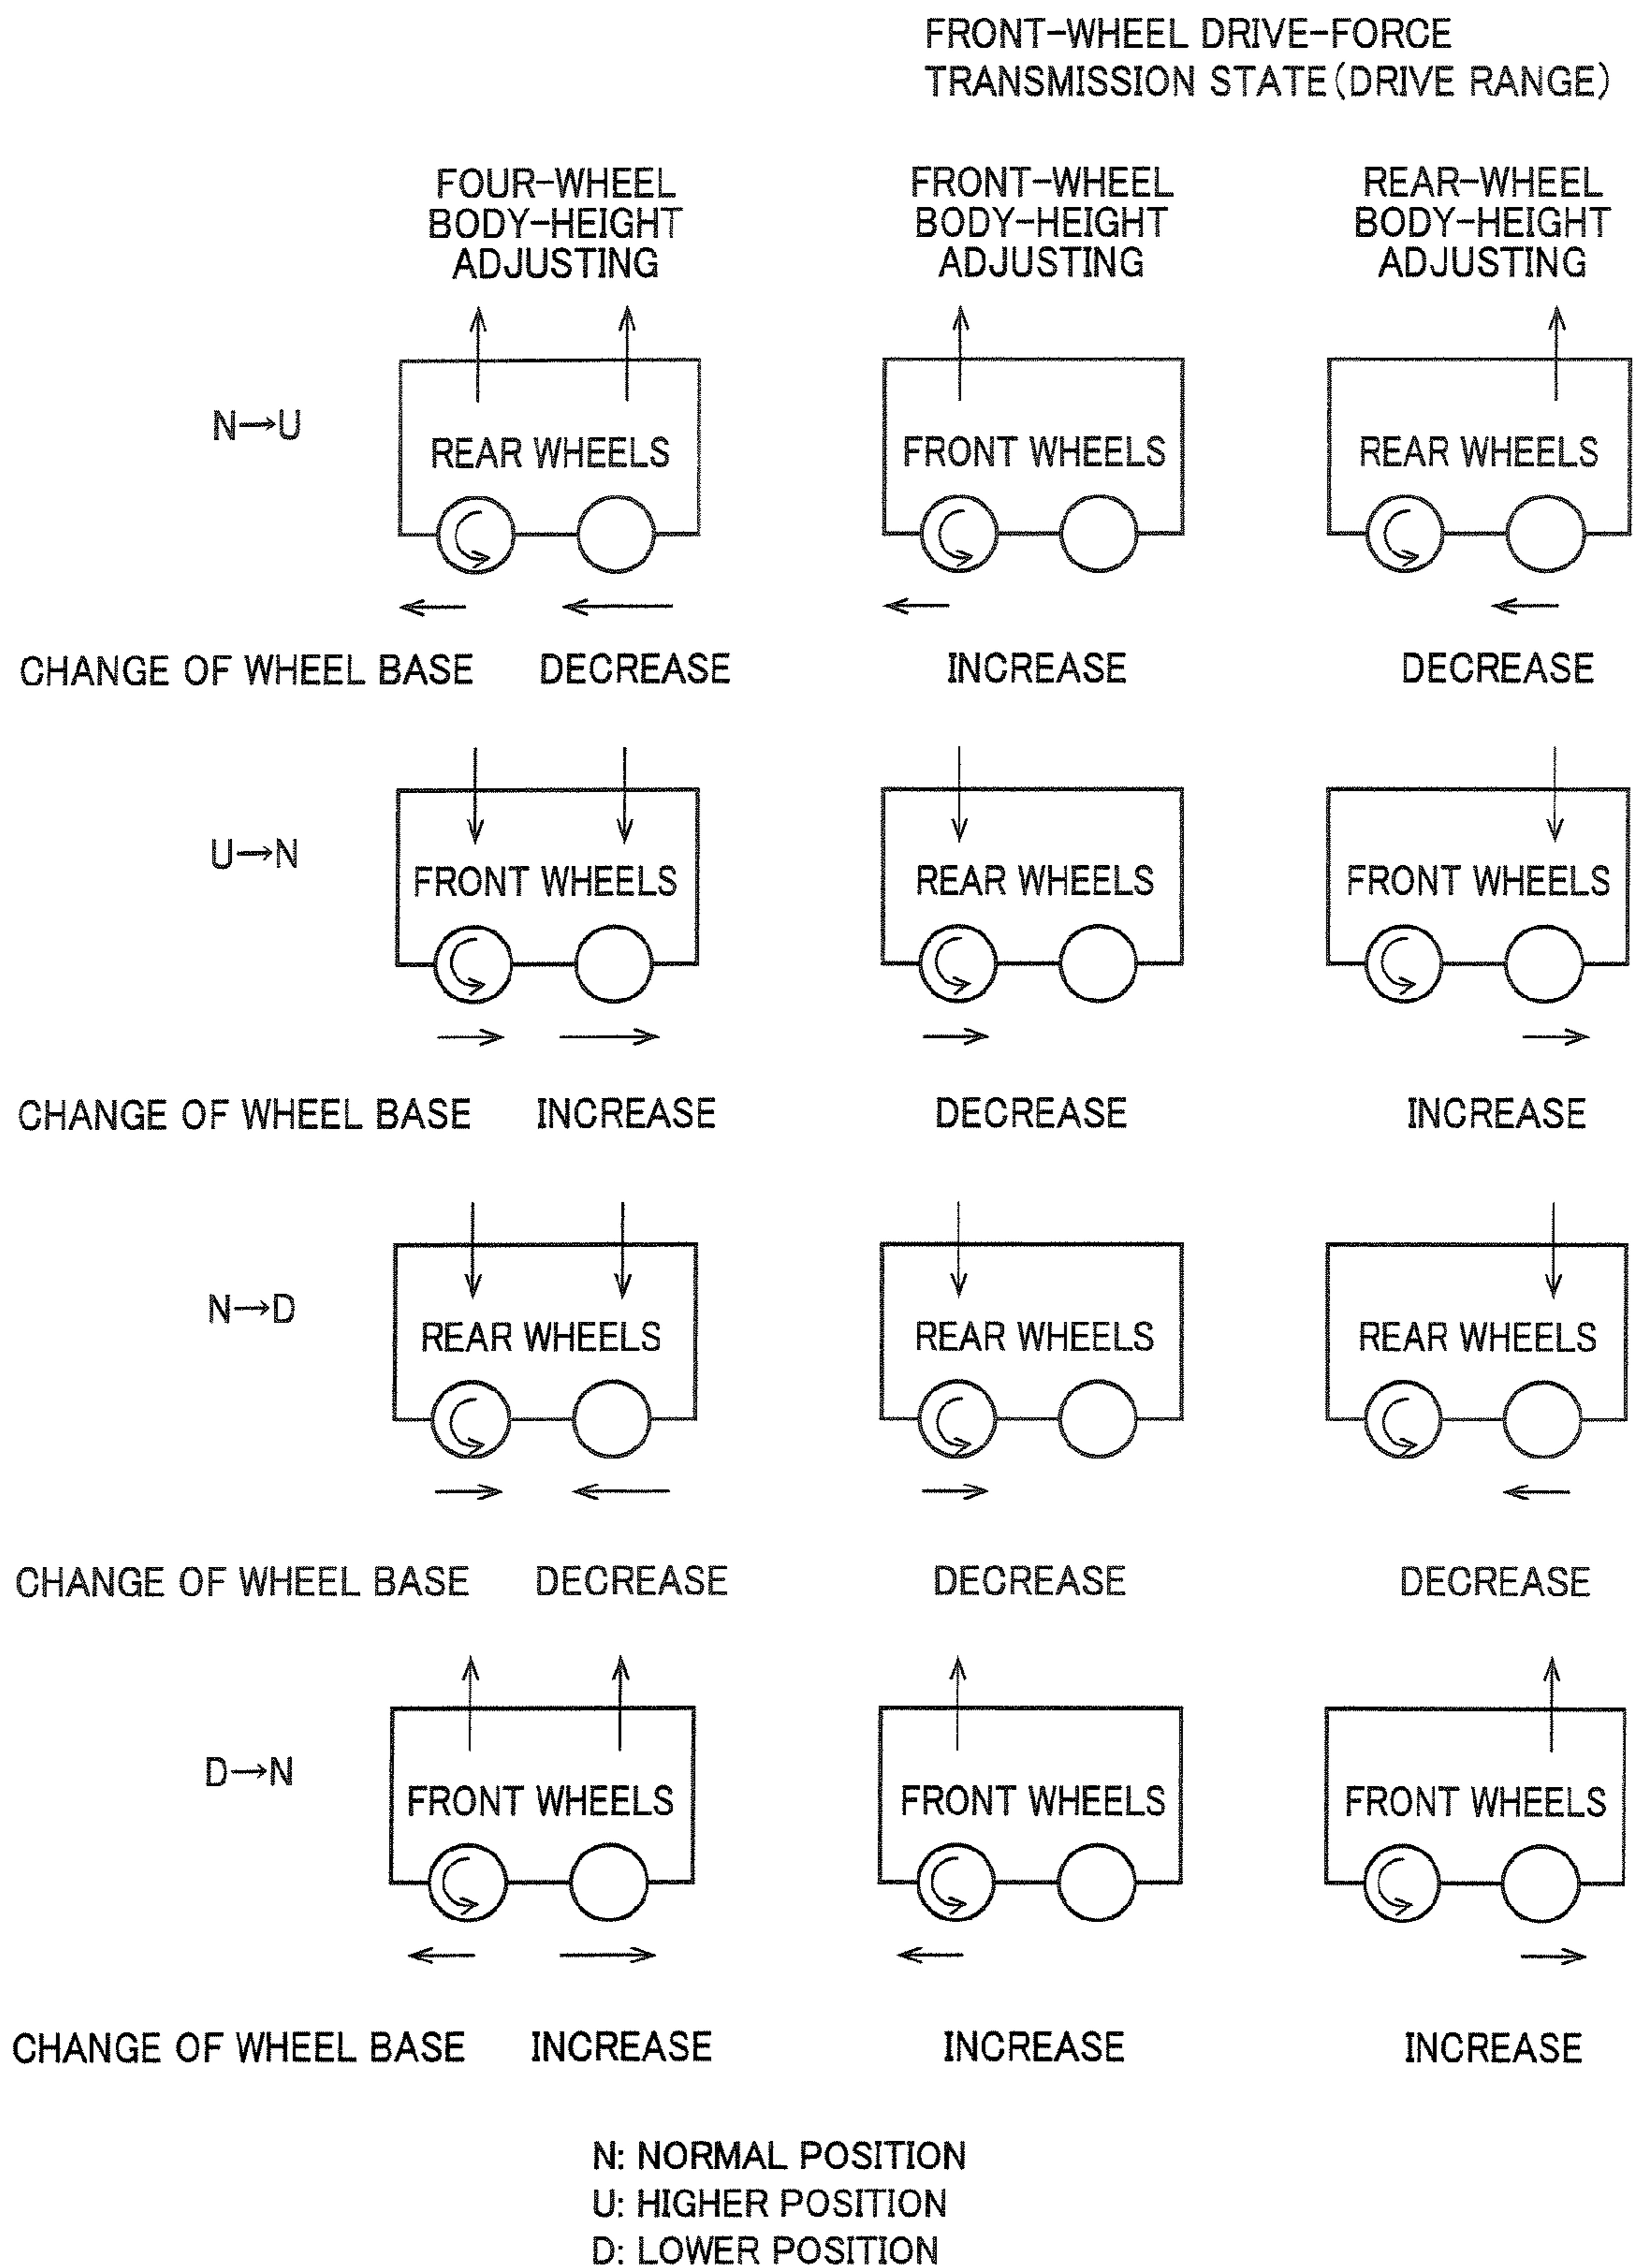 FRONT-WHEEL DRIVE-FORCE
TRANSMISSION STATE(DRIVE RANGE)
FOUR-WHEEL
BODY-HEIGHT
ADJUSTING
FRONT-WHEEL
BODY-HEIGHT
ADJUSTING
REAR-WHEEL
BODY-HEIGHT
ADJUSTING
N→U
REAR WHEELS
FRONT WHEELS
REAR WHEELS
CHANGE OF WHEEL BASE DECREASE INCREASE DECREASE
U→N
FRONT WHEELS
REAR WHEELS
FRONT WHEELS
CHANGE OF WHEEL BASE INCREASE DECREASE INCREASE
N→D
REAR WHEELS
REAR WHEELS
REAR WHEELS
CHANGE OF WHEEL BASE DECREASE DECREASE DECREASE
D→N
FRONT WHEELS
FRONT WHEELS
FRONT WHEELS
CHANGE OF WHEEL BASE INCREASE INCREASE INCREASE
N: NORMAL POSITION
U: HIGHER POSITION
D: LOWER POSITION